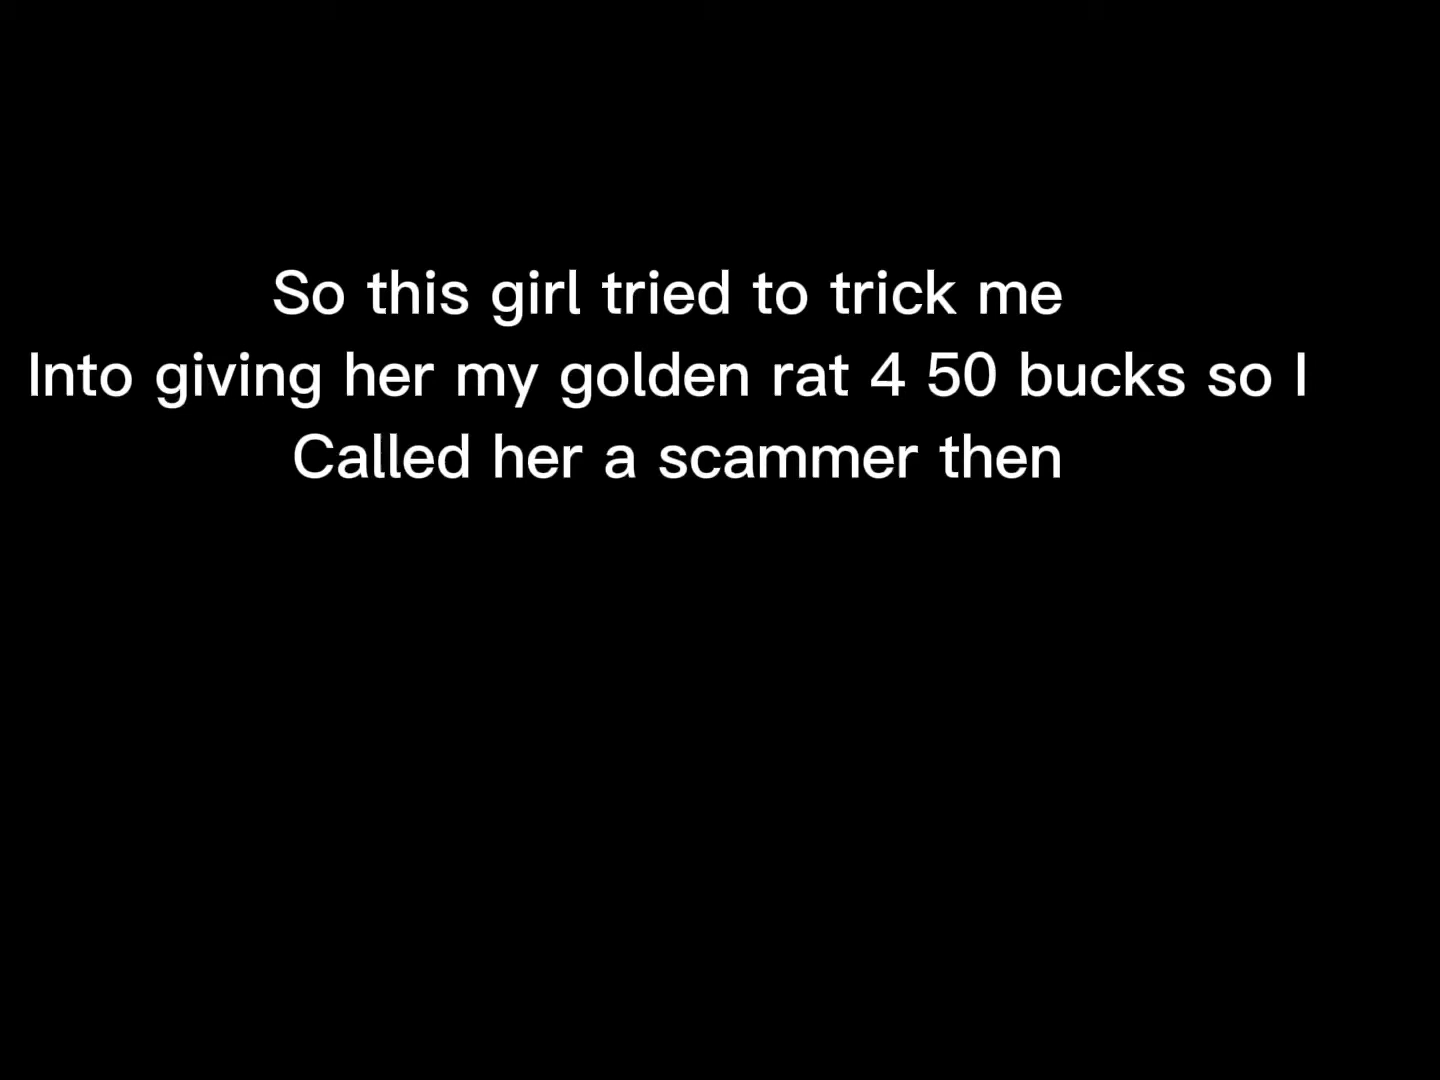 So this girl tried to trick me
Into giving her my golden rat 4 50 bucks so I
Called her a scammer then